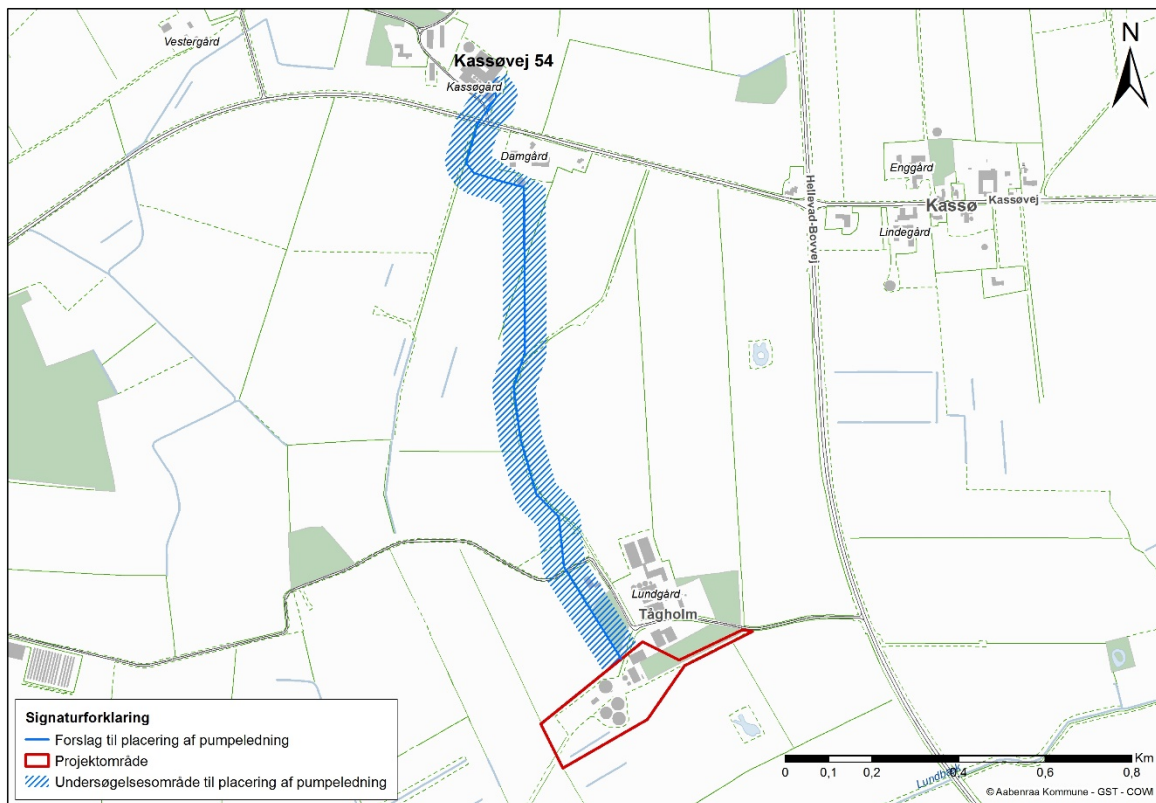 Vestergård
N
Kassøvej 54
Kassøgård
Damgård
Enggård
Kassø
Kassøvej
Lindegård
Hellevad-Bovvej
Lundgård
Tågholm
Signaturforklaring
Forslag til placering af pumpeledning
Projektområde
Undersøgelsesområde til placering af pumpeledning
Km
0 0,2 0,4 0,6 0,8
Lundbæk
©Aabenraa Kommune - GST - COWI